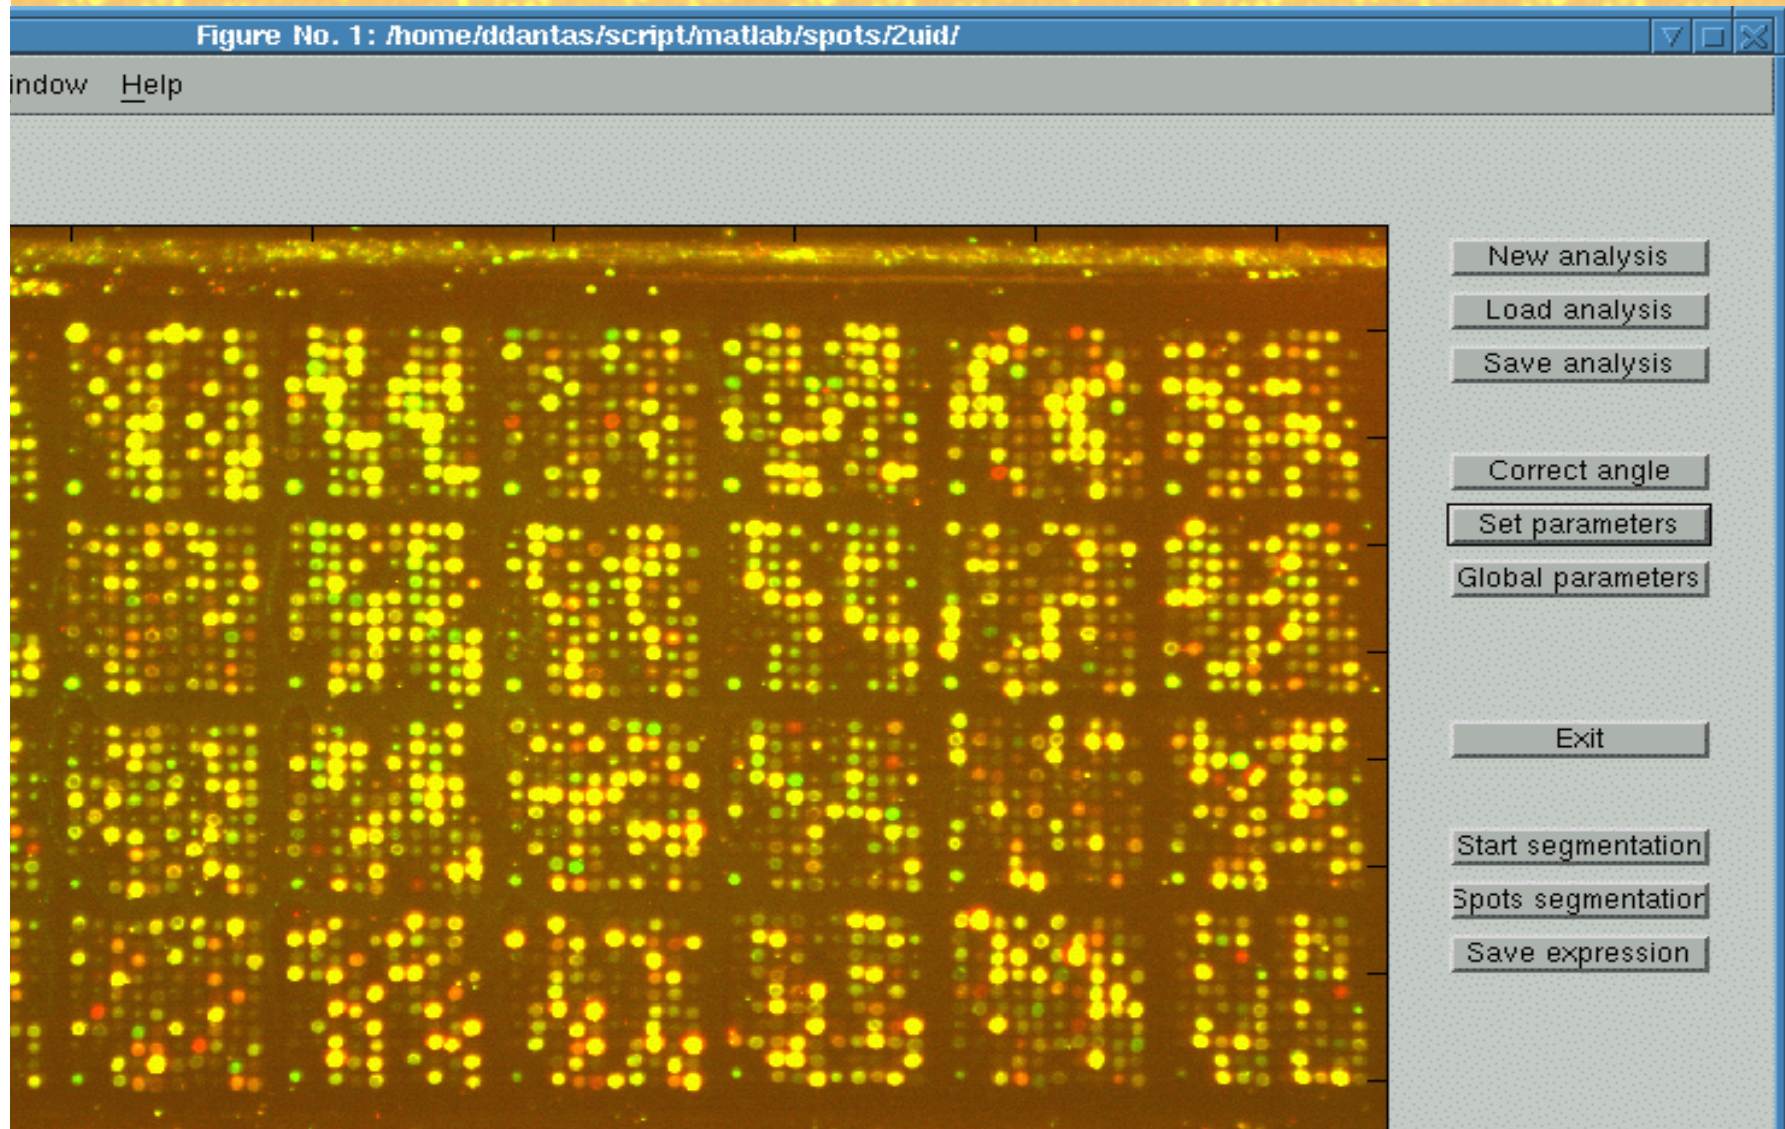 Figure No. 1: /home/ddantas/script/matlab/spots/2uid/
indow Help
New analysis
Load analysis
Save analysis
Correct angle
Set parameters
Global parameters
Exit
Start segmentation
Spots segmentation
Save expression